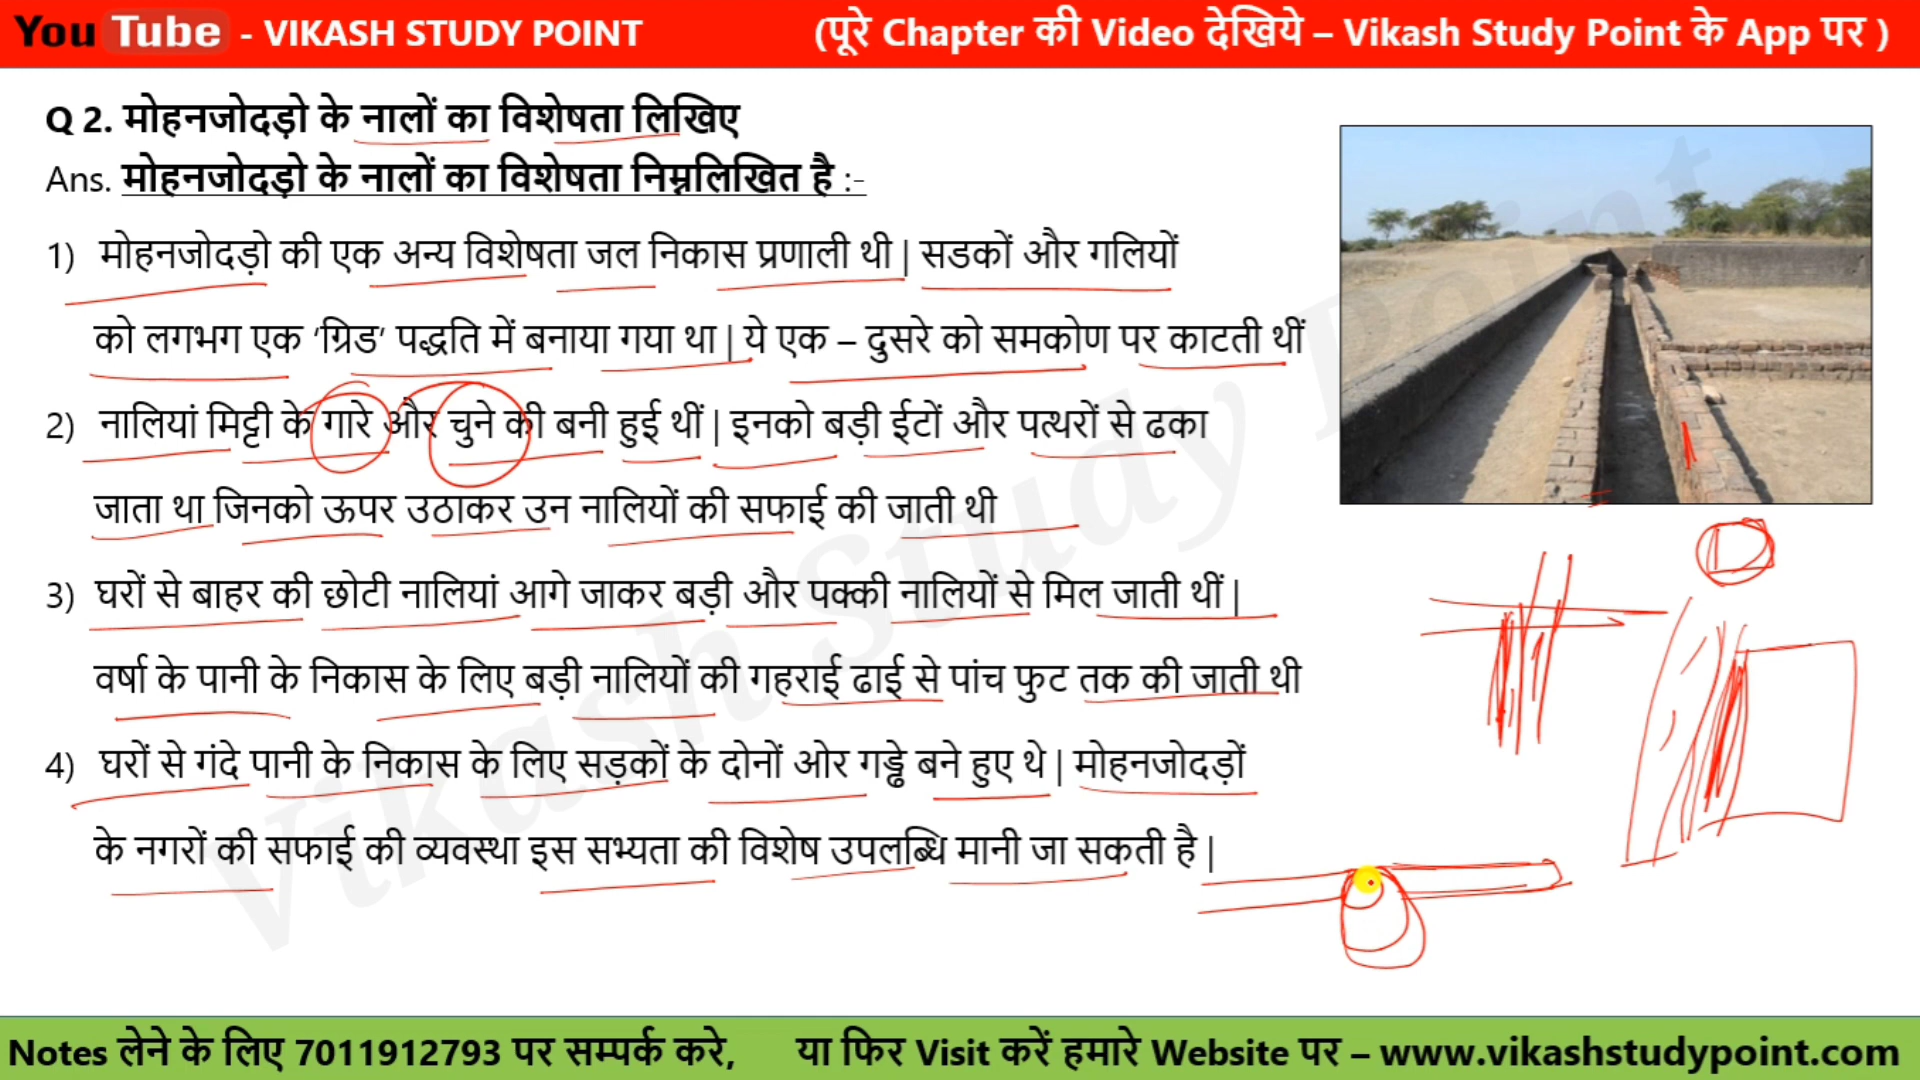 You Tube - VIKASH STUDY POINT (पूरे Chapter की Video देखिये – Vikash Study Point के App पर )
Q 2. मोहनजोदड़ो के नालों का विशेषता लिखिए
Ans. मोहनजोदड़ो के नालों का विशेषता निम्नलिखित है :-
1) मोहनजोदड़ो की एक अन्य विशेषता जल निकास प्रणाली थी | सडकों और गलियों
को लगभग एक ‘ग्रिड’ पद्धति में बनाया गया था | ये एक – दुसरे को समकोण पर काटती थीं
2) नालियां मिट्टी के गारे और चुने की बनी हुई थीं | इनको बड़ी ईटों और पत्थरों से ढका
जाता था जिनको ऊपर उठाकर उन नालियों की सफाई की जाती थी
3) घरों से बाहर की छोटी नालियां आगे जाकर बड़ी और पक्की नालियों से मिल जाती थीं |
वर्षा के पानी के निकास के लिए बड़ी नालियों की गहराई ढाई से पांच फुट तक की जाती थी
4) घरों से गंदे पानी के निकास के लिए सड़कों के दोनों ओर गड्ढे बने हुए थे | मोहनजोदड़ों
के नगरों की सफाई की व्यवस्था इस सभ्यता की विशेष उपलब्धि मानी जा सकती है |
Vikash Study Point
Notes लेने के लिए 7011912793 पर सम्पर्क करे, या फिर Visit करें हमारे Website पर – www.vikashstudypoint.com